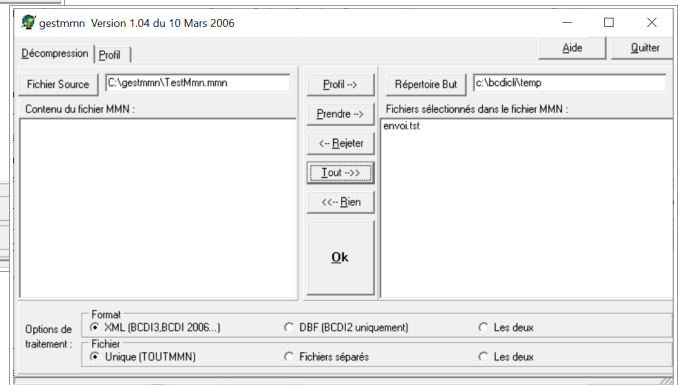 gestmmn Version 1.04 du 10 Mars 2006
Décompression
Profil
Aide
Quitter
Fichier Source
C:\gestmmn\TestMmn.mmn
Profil -->
Répertoire But
c:\bcdicli\temp
Contenu du fichier MMN :
Prendre -->
Fichiers sélectionnés dans le fichier MMN :
envoi.tst
<-- Rejeter
Tout -->>
<<-- Rien
Ok
Options de traitement :
Format
XML (BCDI3,BCDI 2006...)
DBF (BCDI2 uniquement)
Les deux
Fichier
Unique (TOUTMMN)
Fichiers séparés
Les deux